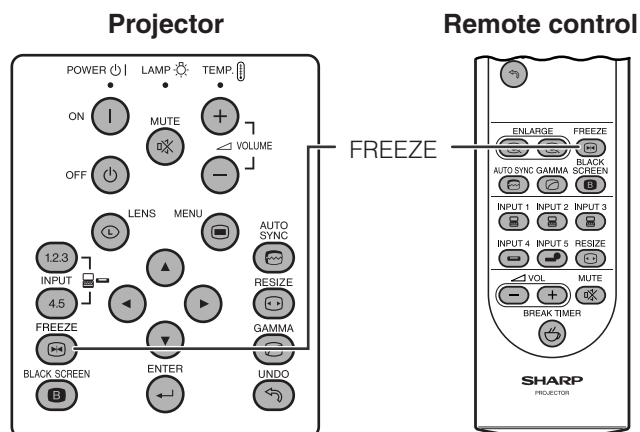 Projector
POWER LAMP TEMP.
ON
MUTE
VOLUME
OFF
LENS MENU
AUTO
SYNC
1.2.3
INPUT
4.5
RESIZE
FREEZE
GAMMA
BLACK SCREEN
B
ENTER
UNDO
FREEZE
Remote control
ENLARGE FREEZE
AUTO SYNC GAMMA BLACK
SCREEN
B
INPUT 1 INPUT 2 INPUT 3
INPUT 4 INPUT 5 RESIZE
VOL MUTE
BREAK TIMER
SHARP
PROJECTOR